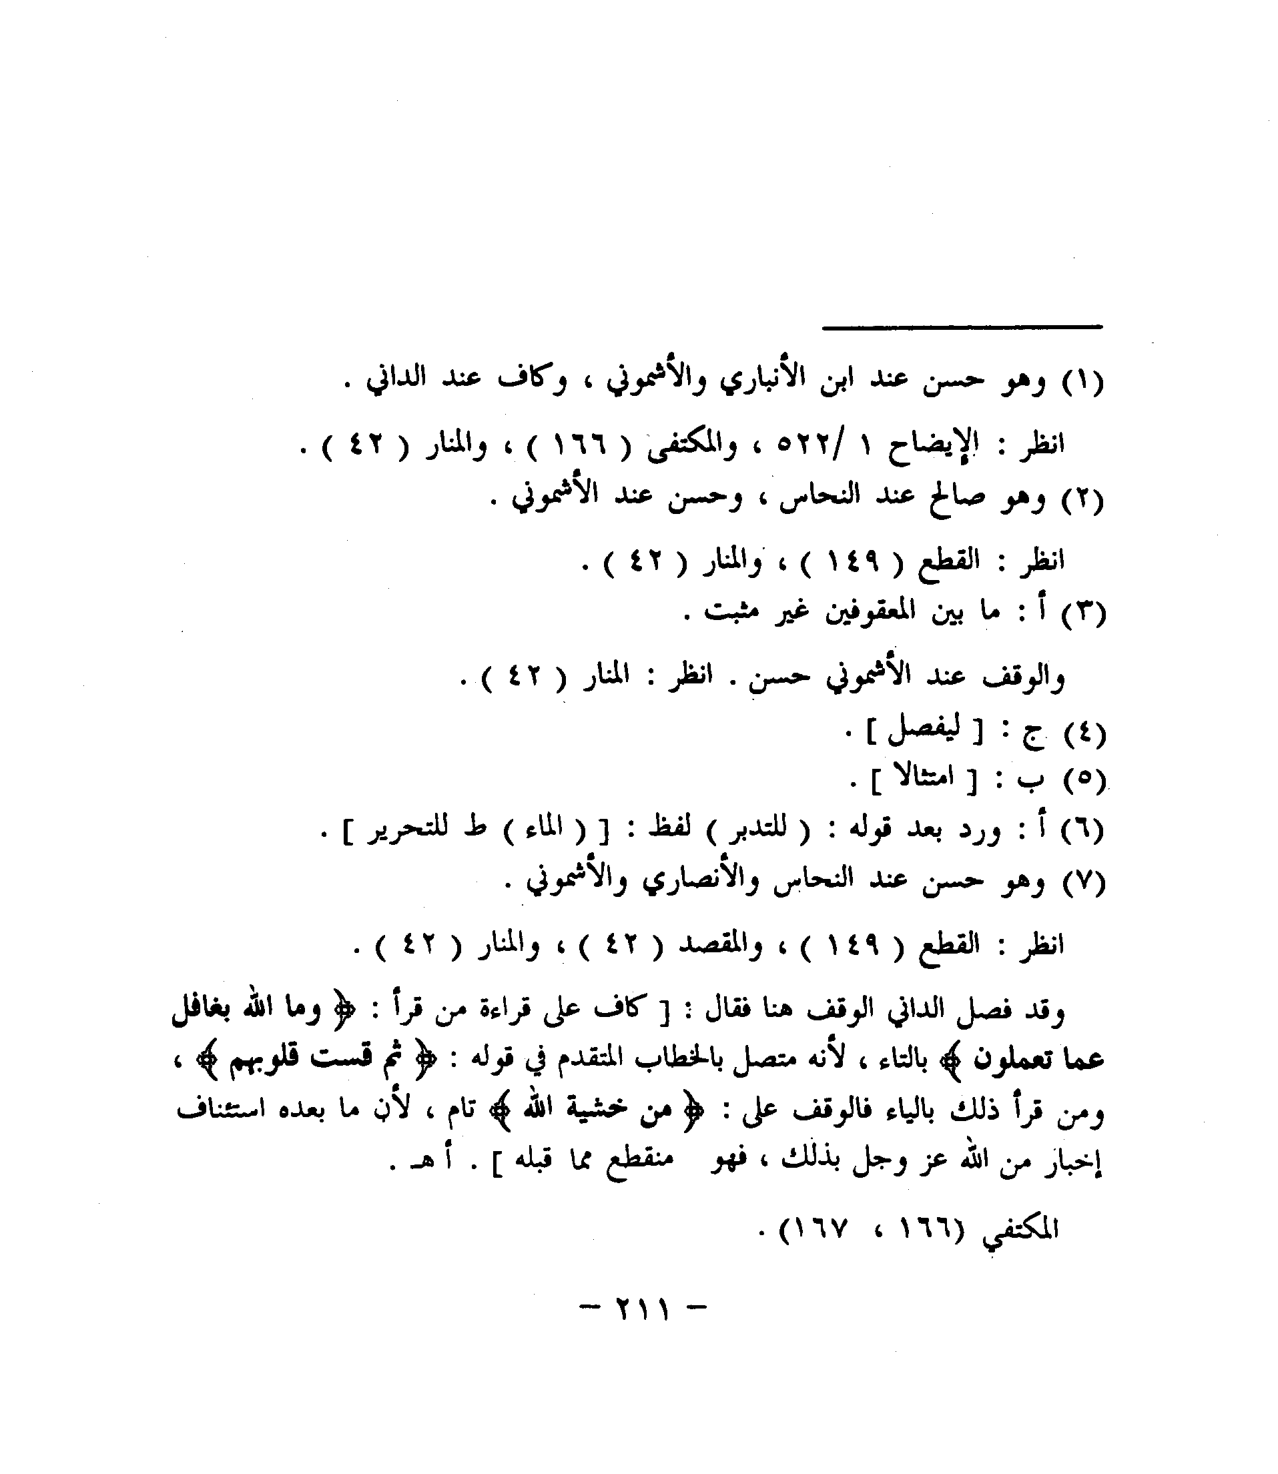 (١) وهو حسن عند ابن الأنباري والأشموني ، وكاف عند الداني .
انظر : الإيضاح ١ /٥٢٢ ، والمكتفى ( ١٦٦ ) ، والمنار ( ٤٢ ) .
(٢) وهو صالح عند النحاس ، وحسن عند الأشموني .
انظر : القطع ( ١٤٩ ) ، والمنار ( ٤٢ ) .
(٣) أ : ما بين المعقوفين غير مثبت .
والوقف عند الأشموني حسن . انظر : المنار ( ٤٢ ) .
(٤) ج : [ ليفصل ] .
(٥) ب : [ امتثالا ] .
(٦) أ : ورد بعد قوله : ( للتدبر ) لفظ : [ ( الماء ) ط للتحرير ] .
(٧) وهو حسن عند النحاس والأنصاري والأشموني .
انظر : القطع ( ١٤٩ ) ، والمقصد ( ٤٢ ) ، والمنار ( ٤٢ ) .
وقد فصل الداني الوقف هنا فقال : [ كاف على قراءة من قرأ : ﴿ وما الله بغافل
عما تعملون ﴾ بالتاء ، لأنه متصل بالخطاب المتقدم في قوله : ﴿ ثم قست قلوبهم ﴾ ،
ومن قرأ ذلك بالياء فالوقف على : ﴿ من خشية الله ﴾ تام ، لأن ما بعده استئناف
إخبار من الله عز وجل بذلك ، فهو منقطع مما قبله ] . أ هـ .
المكتفي (١٦٦ ، ١٦٧) .
– ٢١١ –